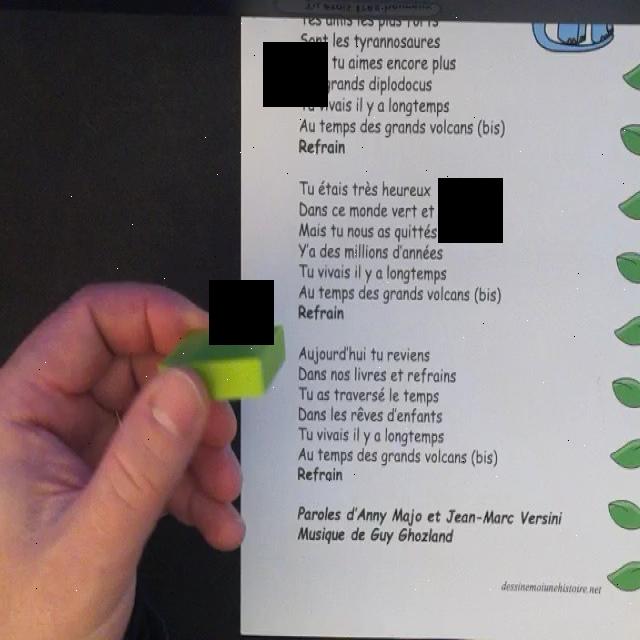 Tes amis les plus forts
Sont les tyrannosaures
tu aimes encore plus
grands diplodocus
Tu vivais il y a longtemps
Au temps des grands volcans (bis)
Refrain
Tu étais très heureux
Dans ce monde vert et
Mais tu nous as quittés
Y'a des millions d'années
Tu vivais il y a longtemps
Au temps des grands volcans (bis)
Refrain
Aujourd'hui tu reviens
Dans nos livres et refrains
Tu as traversé le temps
Dans les rêves d'enfants
Tu vivais il y a longtemps
Au temps des grands volcans (bis)
Refrain
Paroles d'Anny Majo et Jean-Marc Versini
Musique de Guy Ghozland
dessinemoiunehistoire.net